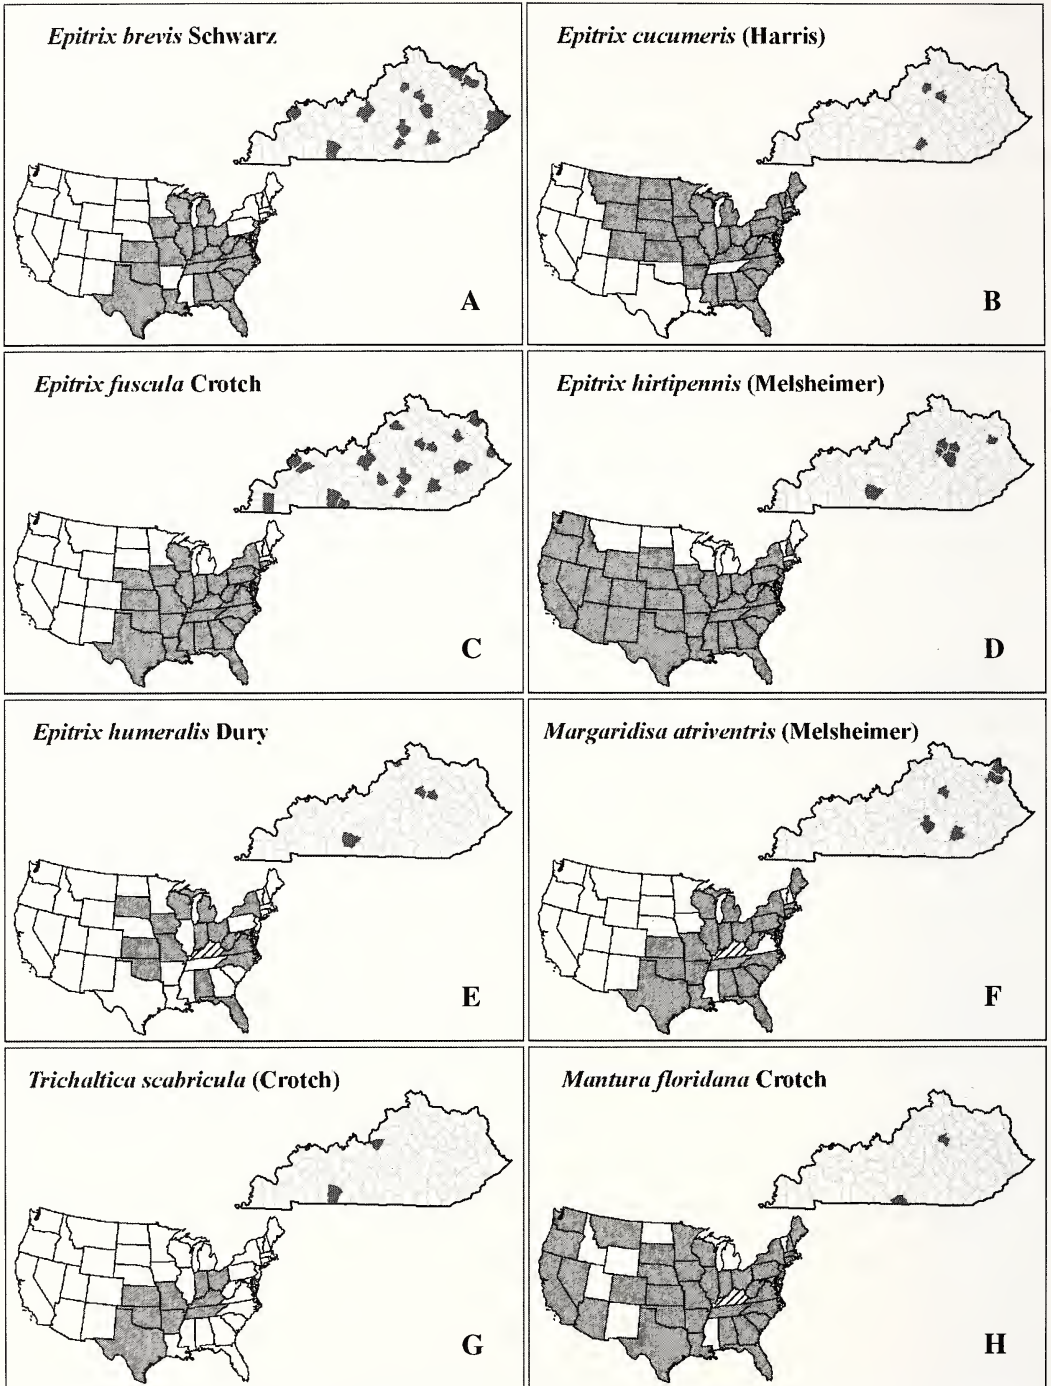 Epitrix brevis Schwarz
A
Epitrix cucumeris (Harris)
B
Epitrix fuscula Crotch
C
Epitrix hirtipennis (Melsheimer)
D
Epitrix humeralis Dury
E
Margaridisa atriventris (Melsheimer)
F
Trichaltica scabricula (Crotch)
G
Mantura floridana Crotch
H